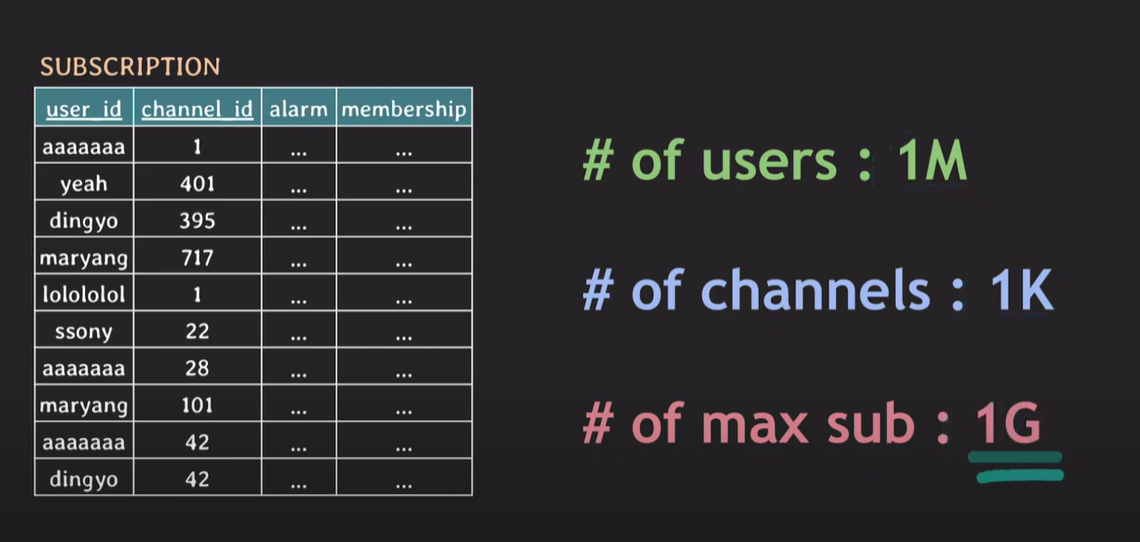 SUBSCRIPTION
user_id channel_id alarm membership
aaaaaaa 1 ... ...
yeah 401 ... ...
dingyo 395 ... ...
maryang 717 ... ...
lolololol 1 ... ...
ssony 22 ... ...
aaaaaaa 28 ... ...
maryang 101 ... ...
aaaaaaa 42 ... ...
dingyo 42 ... ...
# of users : 1M
# of channels : 1K
# of max sub : 1G